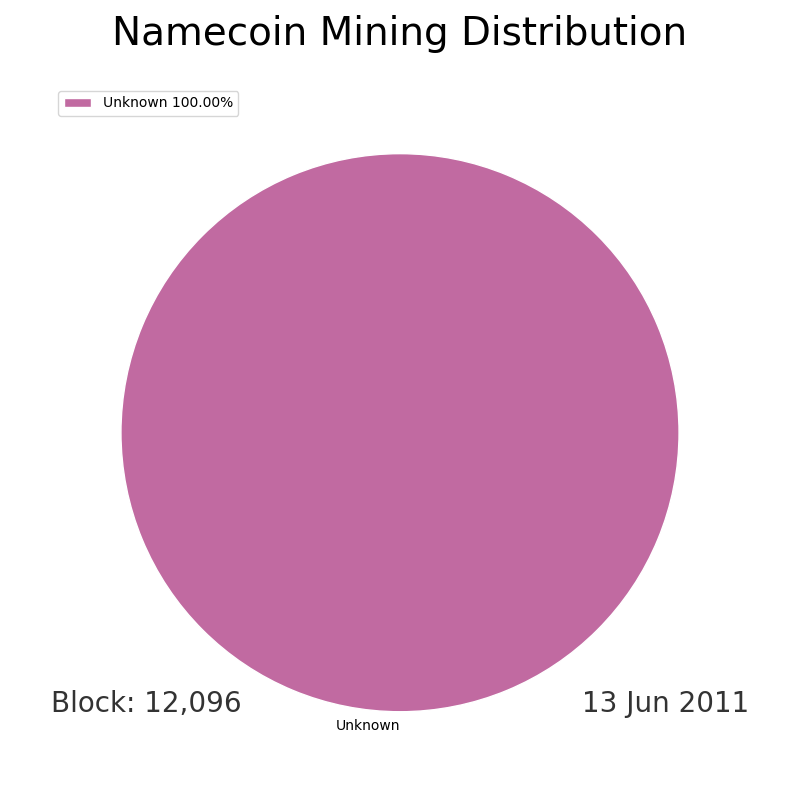 Namecoin Mining Distribution
Unknown 100.00%
Block: 12,096
13 Jun 2011
Unknown